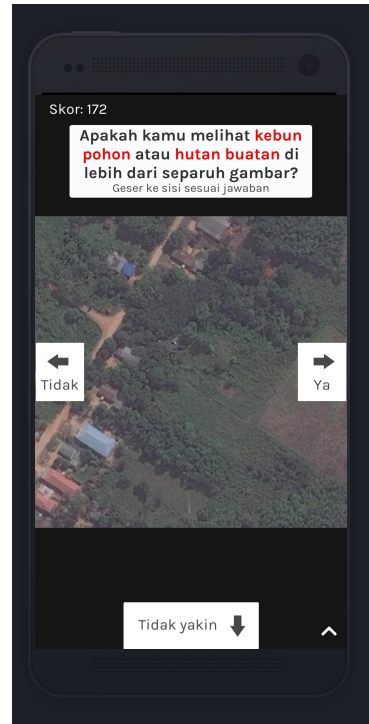 Skor: 172
Apakah kamu melihat kebun
pohon atau hutan buatan di
lebih dari separuh gambar?
Geser ke sisi sesuai jawaban
Tidak
Ya
Tidak yakin